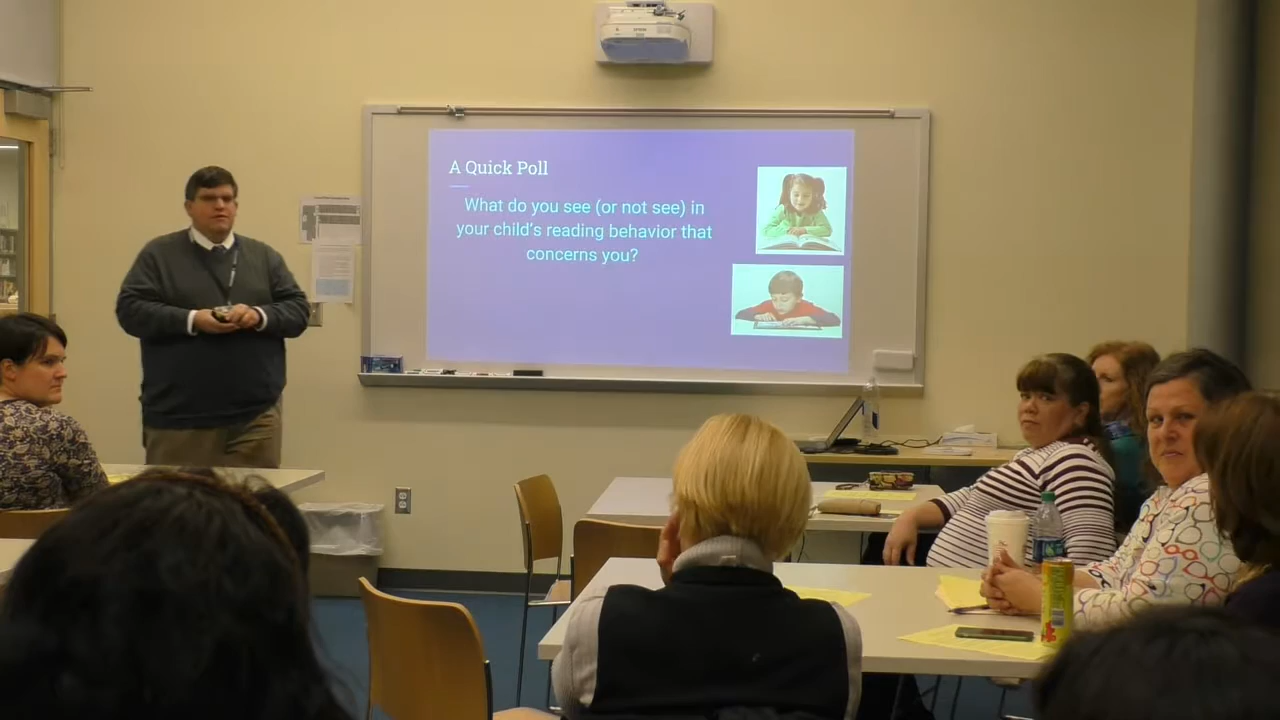 A Quick Poll
What do you see (or not see) in
your child's reading behavior that
concerns you?